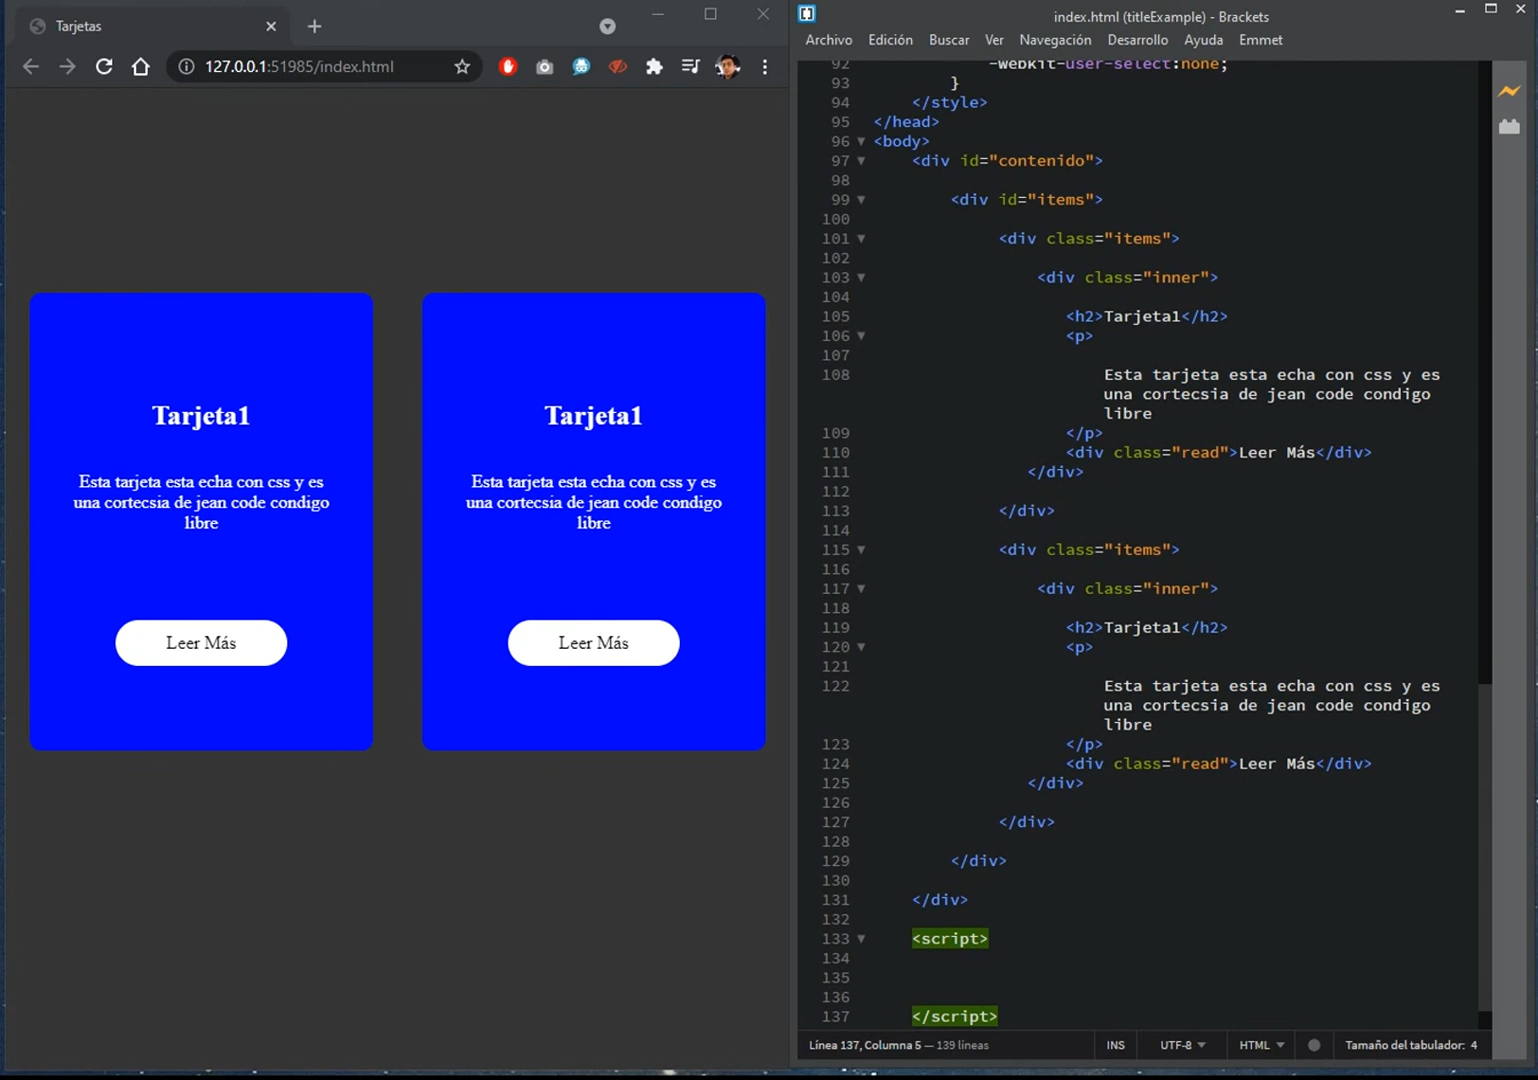 Tarjetas
127.0.0.1:51985/index.html
Tarjeta1
Esta tarjeta esta echa con css y es
una cortecsia de jean code condigo
libre
Leer Más
Tarjeta1
Esta tarjeta esta echa con css y es
una cortecsia de jean code condigo
libre
Leer Más
index.html (titleExample) - Brackets
Archivo Edición Buscar Ver Navegación Desarrollo Ayuda Emmet
92 -webkit-user-select:none;
93 }
94 </style>
95 </head>
96 <body>
97 <div id="contenido">
98
99 <div id="items">
100
101 <div class="items">
102
103 <div class="inner">
104
105 <h2>Tarjeta1</h2>
106 <p>
107
108 Esta tarjeta esta echa con css y es
una cortecsia de jean code condigo
libre
109 </p>
110 <div class="read">Leer Más</div>
111 </div>
112
113 </div>
114
115 <div class="items">
116
117 <div class="inner">
118
119 <h2>Tarjeta1</h2>
120 <p>
121
122 Esta tarjeta esta echa con css y es
una cortecsia de jean code condigo
libre
123 </p>
124 <div class="read">Leer Más</div>
125 </div>
126
127 </div>
128
129 </div>
130
131 </div>
132
133 <script>
134
135
136
137 </script>
Línea 137, Columna 5 — 139 líneas INS UTF-8 HTML Tamaño del tabulador: 4